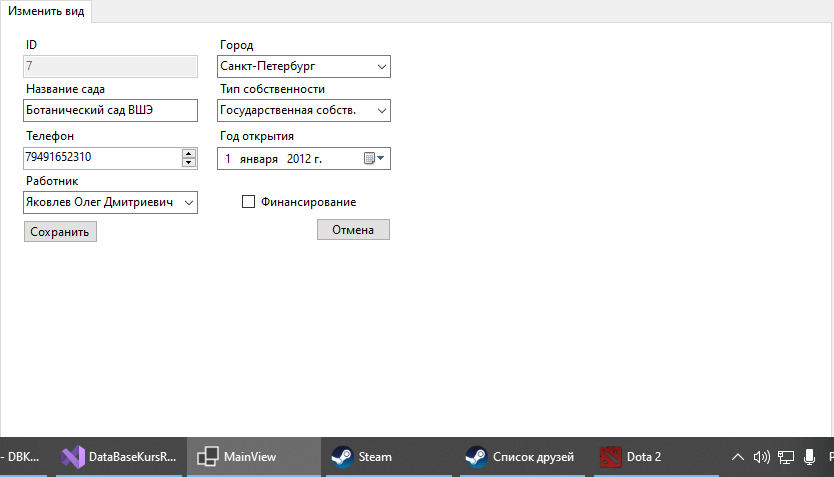 Изменить вид
ID
Город
7
Санкт-Петербург
Название сада
Тип собственности
Ботанический сад ВШЭ
Государственная собств.
Телефон
Год открытия
79491652310
1 января 2012 г.
Работник
Яковлев Олег Дмитриевич
Финансирование
Сохранить
Отмена
- DBK...
DataBaseKursR...
MainView
Steam
Список друзей
Dota 2